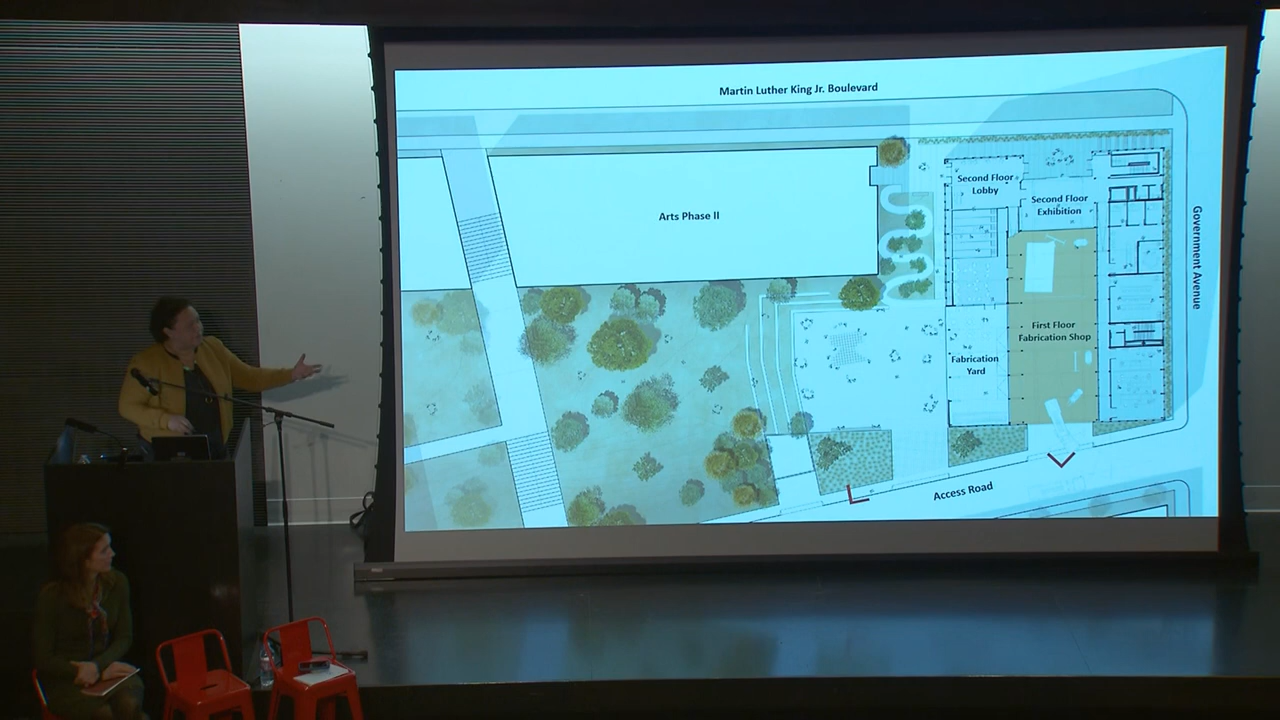 Martin Luther King Jr. Boulevard
Second Floor
Lobby
Second Floor
Exhibition
Arts Phase II
Government Avenue
First Floor
Fabrication Shop
Fabrication
Yard
Access Road